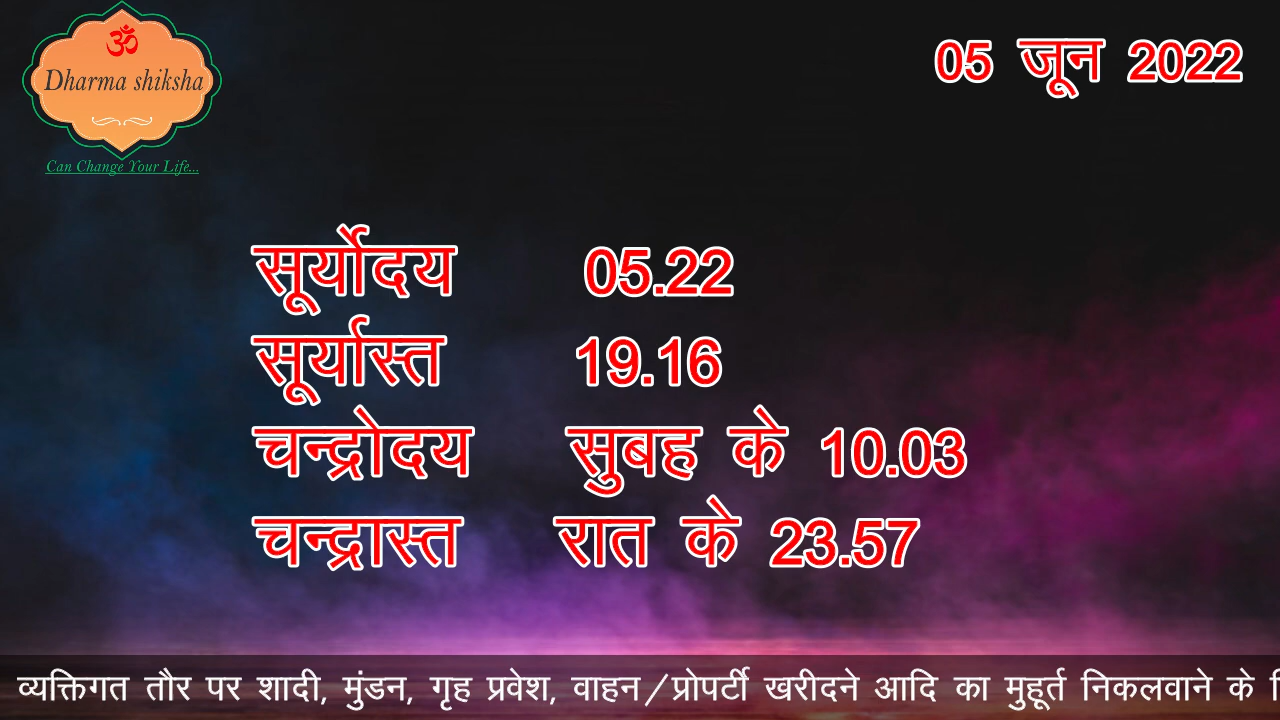 ॐ
Dharma shiksha
Can Change Your Life...
05 जून 2022
सूर्योदय 05.22
सूर्यास्त 19.16
चन्द्रोदय सुबह के 10.03
चन्द्रास्त रात के 23.57
व्यक्तिगत तौर पर शादी, मुंडन, गृह प्रवेश, वाहन/प्रोपर्टी खरीदने आदि का मुहूर्त निकलवाने के